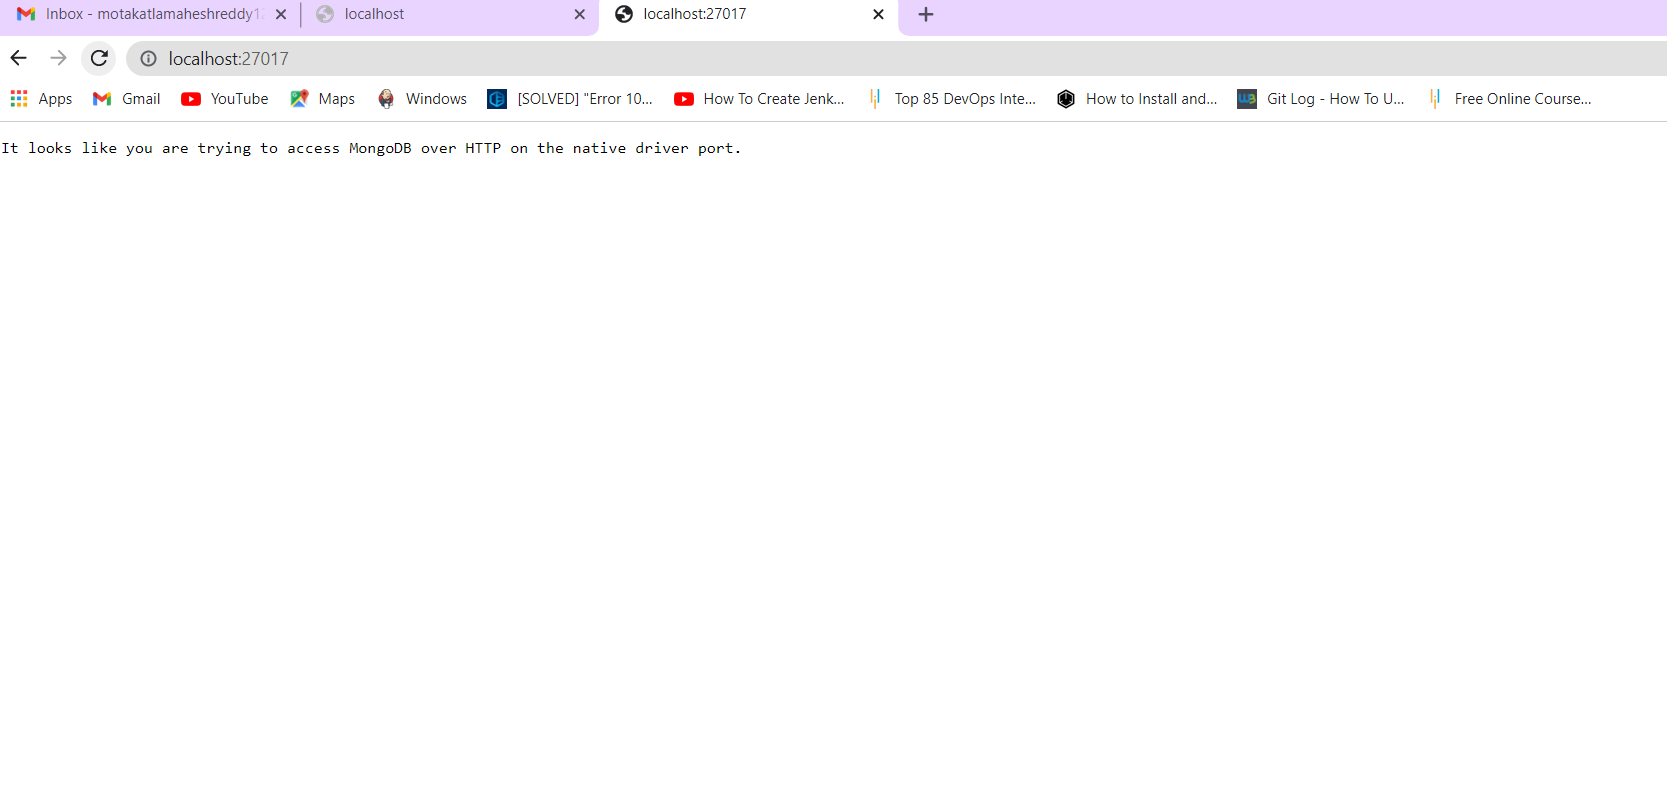 Inbox - motakatlamaheshreddy1
localhost
localhost:27017
localhost:27017
Apps
Gmail
YouTube
Maps
Windows
[SOLVED] "Error 10...
How To Create Jenk...
Top 85 DevOps Inte...
How to Install and...
Git Log - How To U...
Free Online Course...
It looks like you are trying to access MongoDB over HTTP on the native driver port.